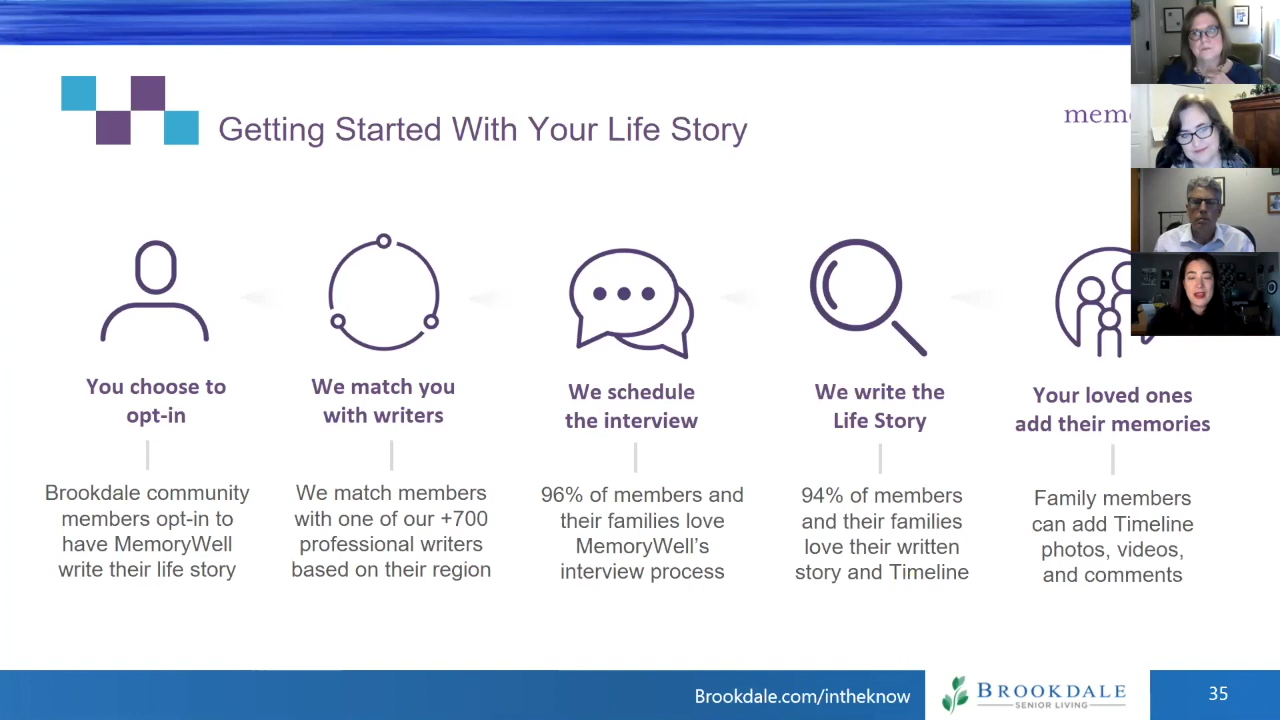 Getting Started With Your Life Story
You choose to
opt-in
Brookdale community
members opt-in to
have MemoryWell
write their life story
We match you
with writers
We match members
with one of our +700
professional writers
based on their region
We schedule
the interview
96% of members and
their families love
MemoryWell's
interview process
We write the
Life Story
94% of members
and their families
love their written
story and Timeline
Your loved ones
add their memories
Family members
can add Timeline
photos, videos,
and comments
Brookdale.com/intheknow
BROOKDALE
SENIOR LIVING
35